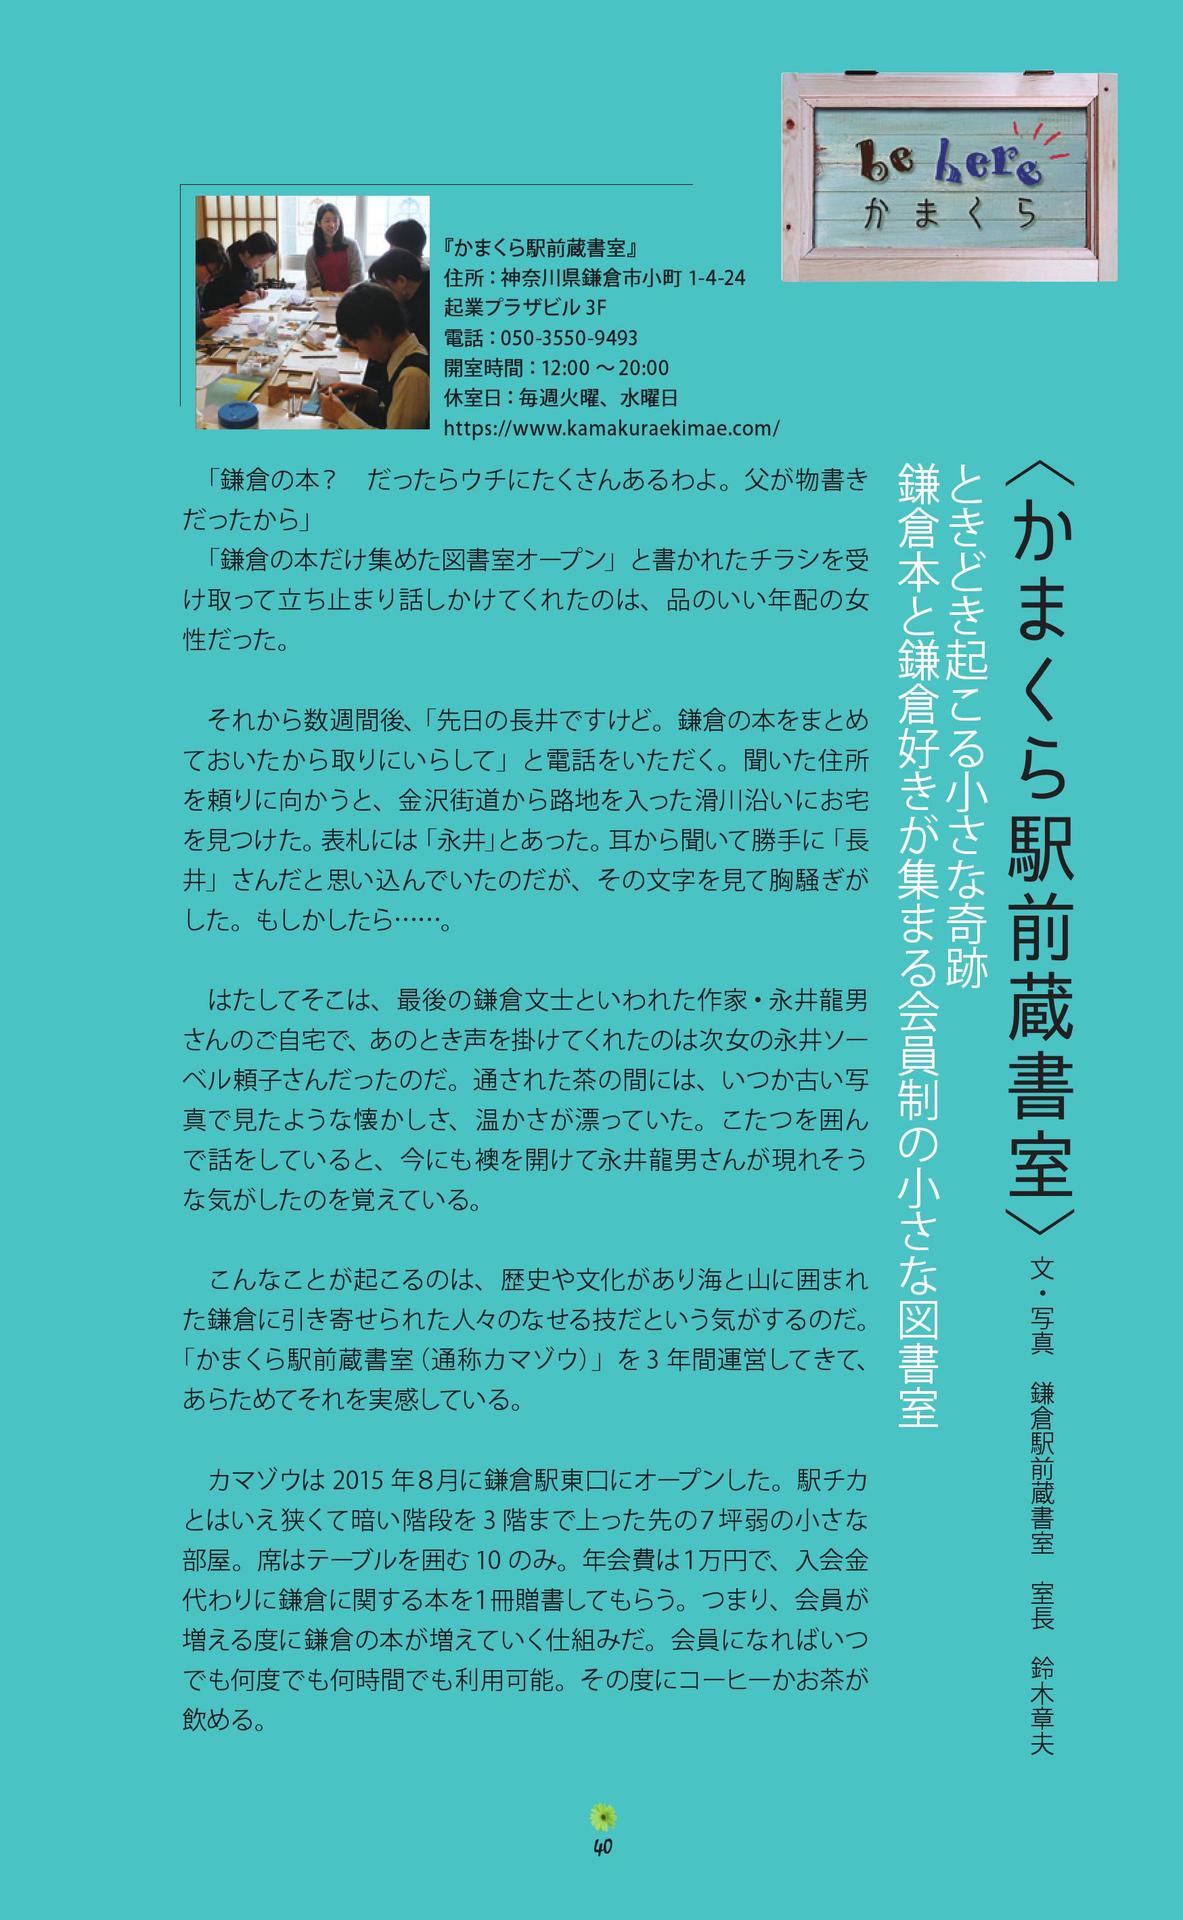 be here
かまくら
『かまくら駅前蔵書室』
住所：神奈川県鎌倉市小町 1-4-24
起業プラザビル 3F
電話：050-3550-9493
開室時間：12:00 〜 20:00
休室日：毎週火曜、水曜日
https://www.kamakuraekimae.com/
〈かまくら駅前蔵書室〉
文・写真　鎌倉駅前蔵書室　室長　鈴木章夫
ときどき起こる小さな奇跡
鎌倉本と鎌倉好きが集まる会員制の小さな図書室
「鎌倉の本？　だったらウチにたくさんあるわよ。父が物書き
だったから」
「鎌倉の本だけ集めた図書室オープン」と書かれたチラシを受
け取って立ち止まり話しかけてくれたのは、品のいい年配の女
性だった。
それから数週間後、「先日の長井ですけど。鎌倉の本をまとめ
ておいたから取りにいらして」と電話をいただく。聞いた住所
を頼りに向かうと、金沢街道から路地を入った滑川沿いにお宅
を見つけた。表札には「永井」とあった。耳から聞いて勝手に「長
井」さんだと思い込んでいたのだが、その文字を見て胸騒ぎが
した。もしかしたら……。
はたしてそこは、最後の鎌倉文士といわれた作家・永井龍男
さんのご自宅で、あのとき声を掛けてくれたのは次女の永井ソー
ベル頼子さんだったのだ。通された茶の間には、いつか古い写
真で見たような懐かしさ、温かさが漂っていた。こたつを囲ん
で話をしていると、今にも襖を開けて永井龍男さんが現れそう
な気がしたのを覚えている。
こんなことが起こるのは、歴史や文化があり海と山に囲まれ
た鎌倉に引き寄せられた人々のなせる技だという気がするのだ。
「かまくら駅前蔵書室（通称カマゾウ）」を 3 年間運営してきて、
あらためてそれを実感している。
カマゾウは 2015 年８月に鎌倉駅東口にオープンした。駅チカ
とはいえ狭くて暗い階段を 3 階まで上った先の７坪弱の小さな
部屋。席はテーブルを囲む 10 のみ。年会費は１万円で、入会金
代わりに鎌倉に関する本を１冊贈書してもらう。つまり、会員が
増える度に鎌倉の本が増えていく仕組みだ。会員になればいつ
でも何度でも何時間でも利用可能。その度にコーヒーかお茶が
飲める。
40